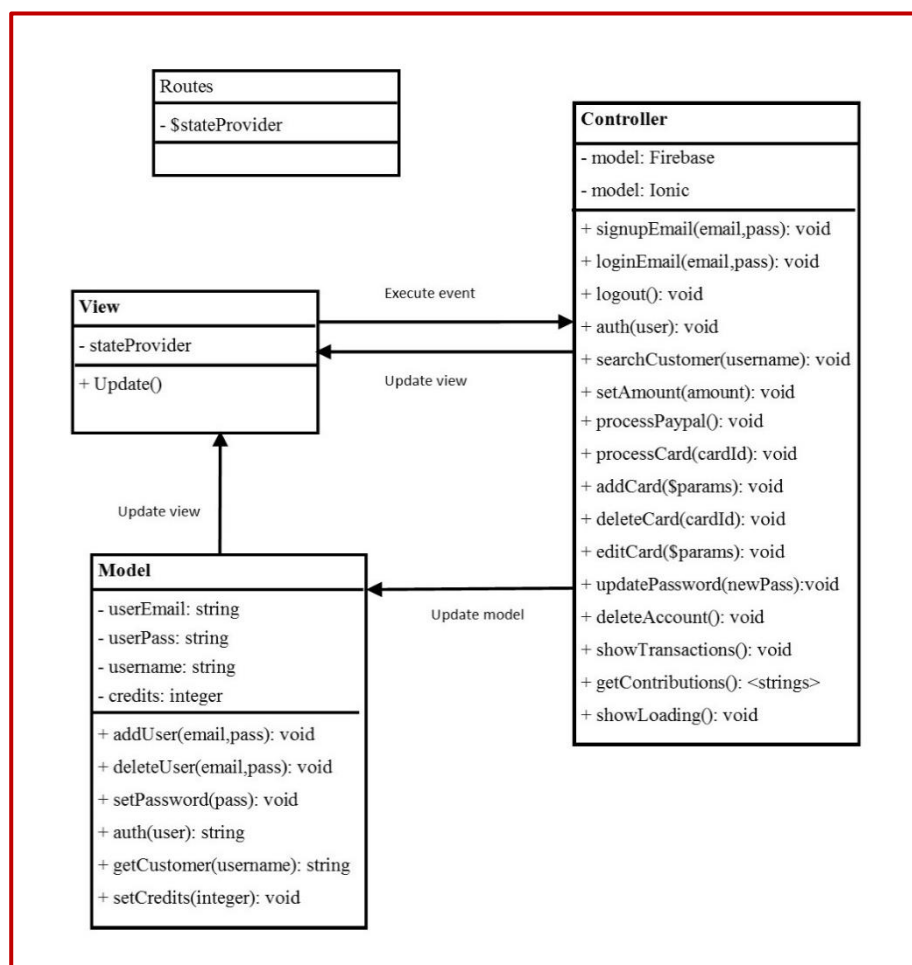 Routes
- $stateProvider
Controller
- model: Firebase
- model: Ionic
+ signupEmail(email,pass): void
+ loginEmail(email,pass): void
+ logout(): void
+ auth(user): void
+ searchCustomer(username): void
+ setAmount(amount): void
+ processPaypal(): void
+ processCard(cardId): void
+ addCard($params): void
+ deleteCard(cardId): void
+ editCard($params): void
+ updatePassword(newPass):void
+ deleteAccount(): void
+ showTransactions(): void
+ getContributions(): <strings>
+ showLoading(): void
Execute event
View
- stateProvider
+ Update()
Update view
Update view
Model
- userEmail: string
- userPass: string
- username: string
- credits: integer
+ addUser(email,pass): void
+ deleteUser(email,pass): void
+ setPassword(pass): void
+ auth(user): string
+ getCustomer(username): string
+ setCredits(integer): void
Update model